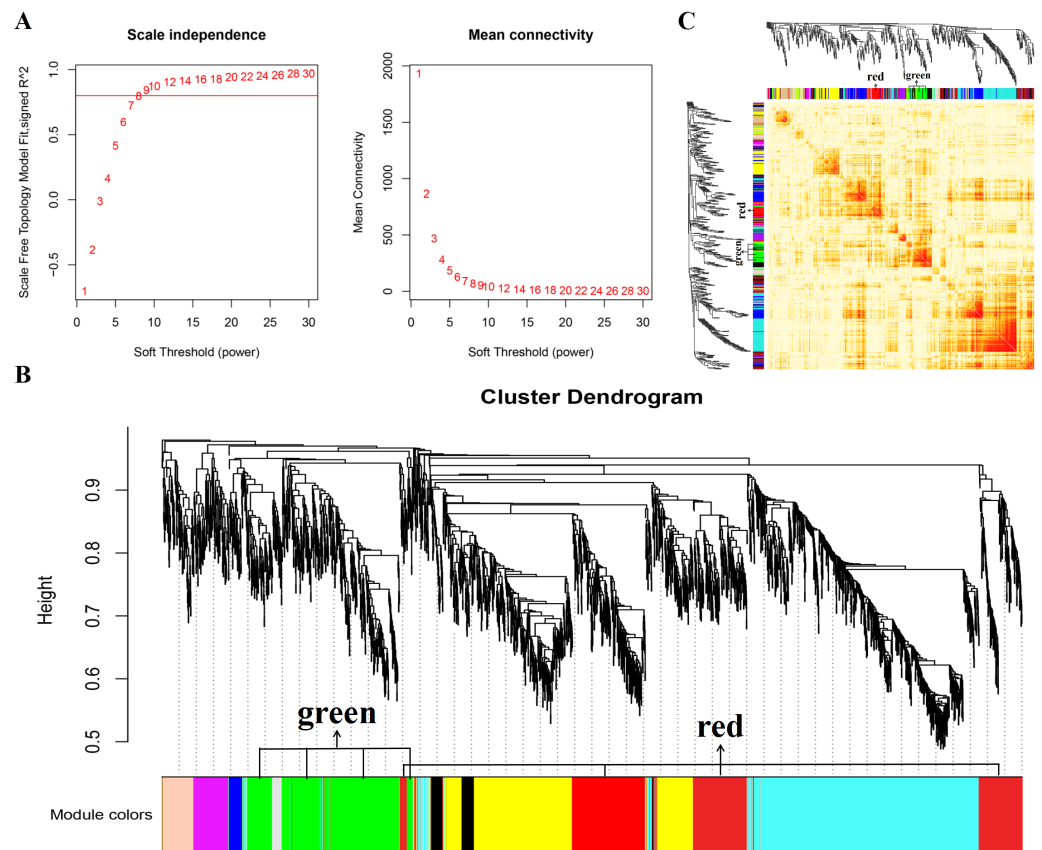 A
Scale independence
Scale Free Topology Model Fit,signed R^2
1.0
0.5
0.0
−0.5
1 2 3 4 5 6 7 8 9 10 12 14 16 18 20 22 24 26 28 30
0 5 10 15 20 25 30
Soft Threshold (power)
Mean connectivity
Mean Connectivity
2000
1500
1000
500
0
1 2 3 4 5 6 7 8 9 10 12 14 16 18 20 22 24 26 28 30
0 5 10 15 20 25 30
Soft Threshold (power)
C
red
green
red
green
B
Cluster Dendrogram
Height
0.9
0.8
0.7
0.6
0.5
green
red
Module colors